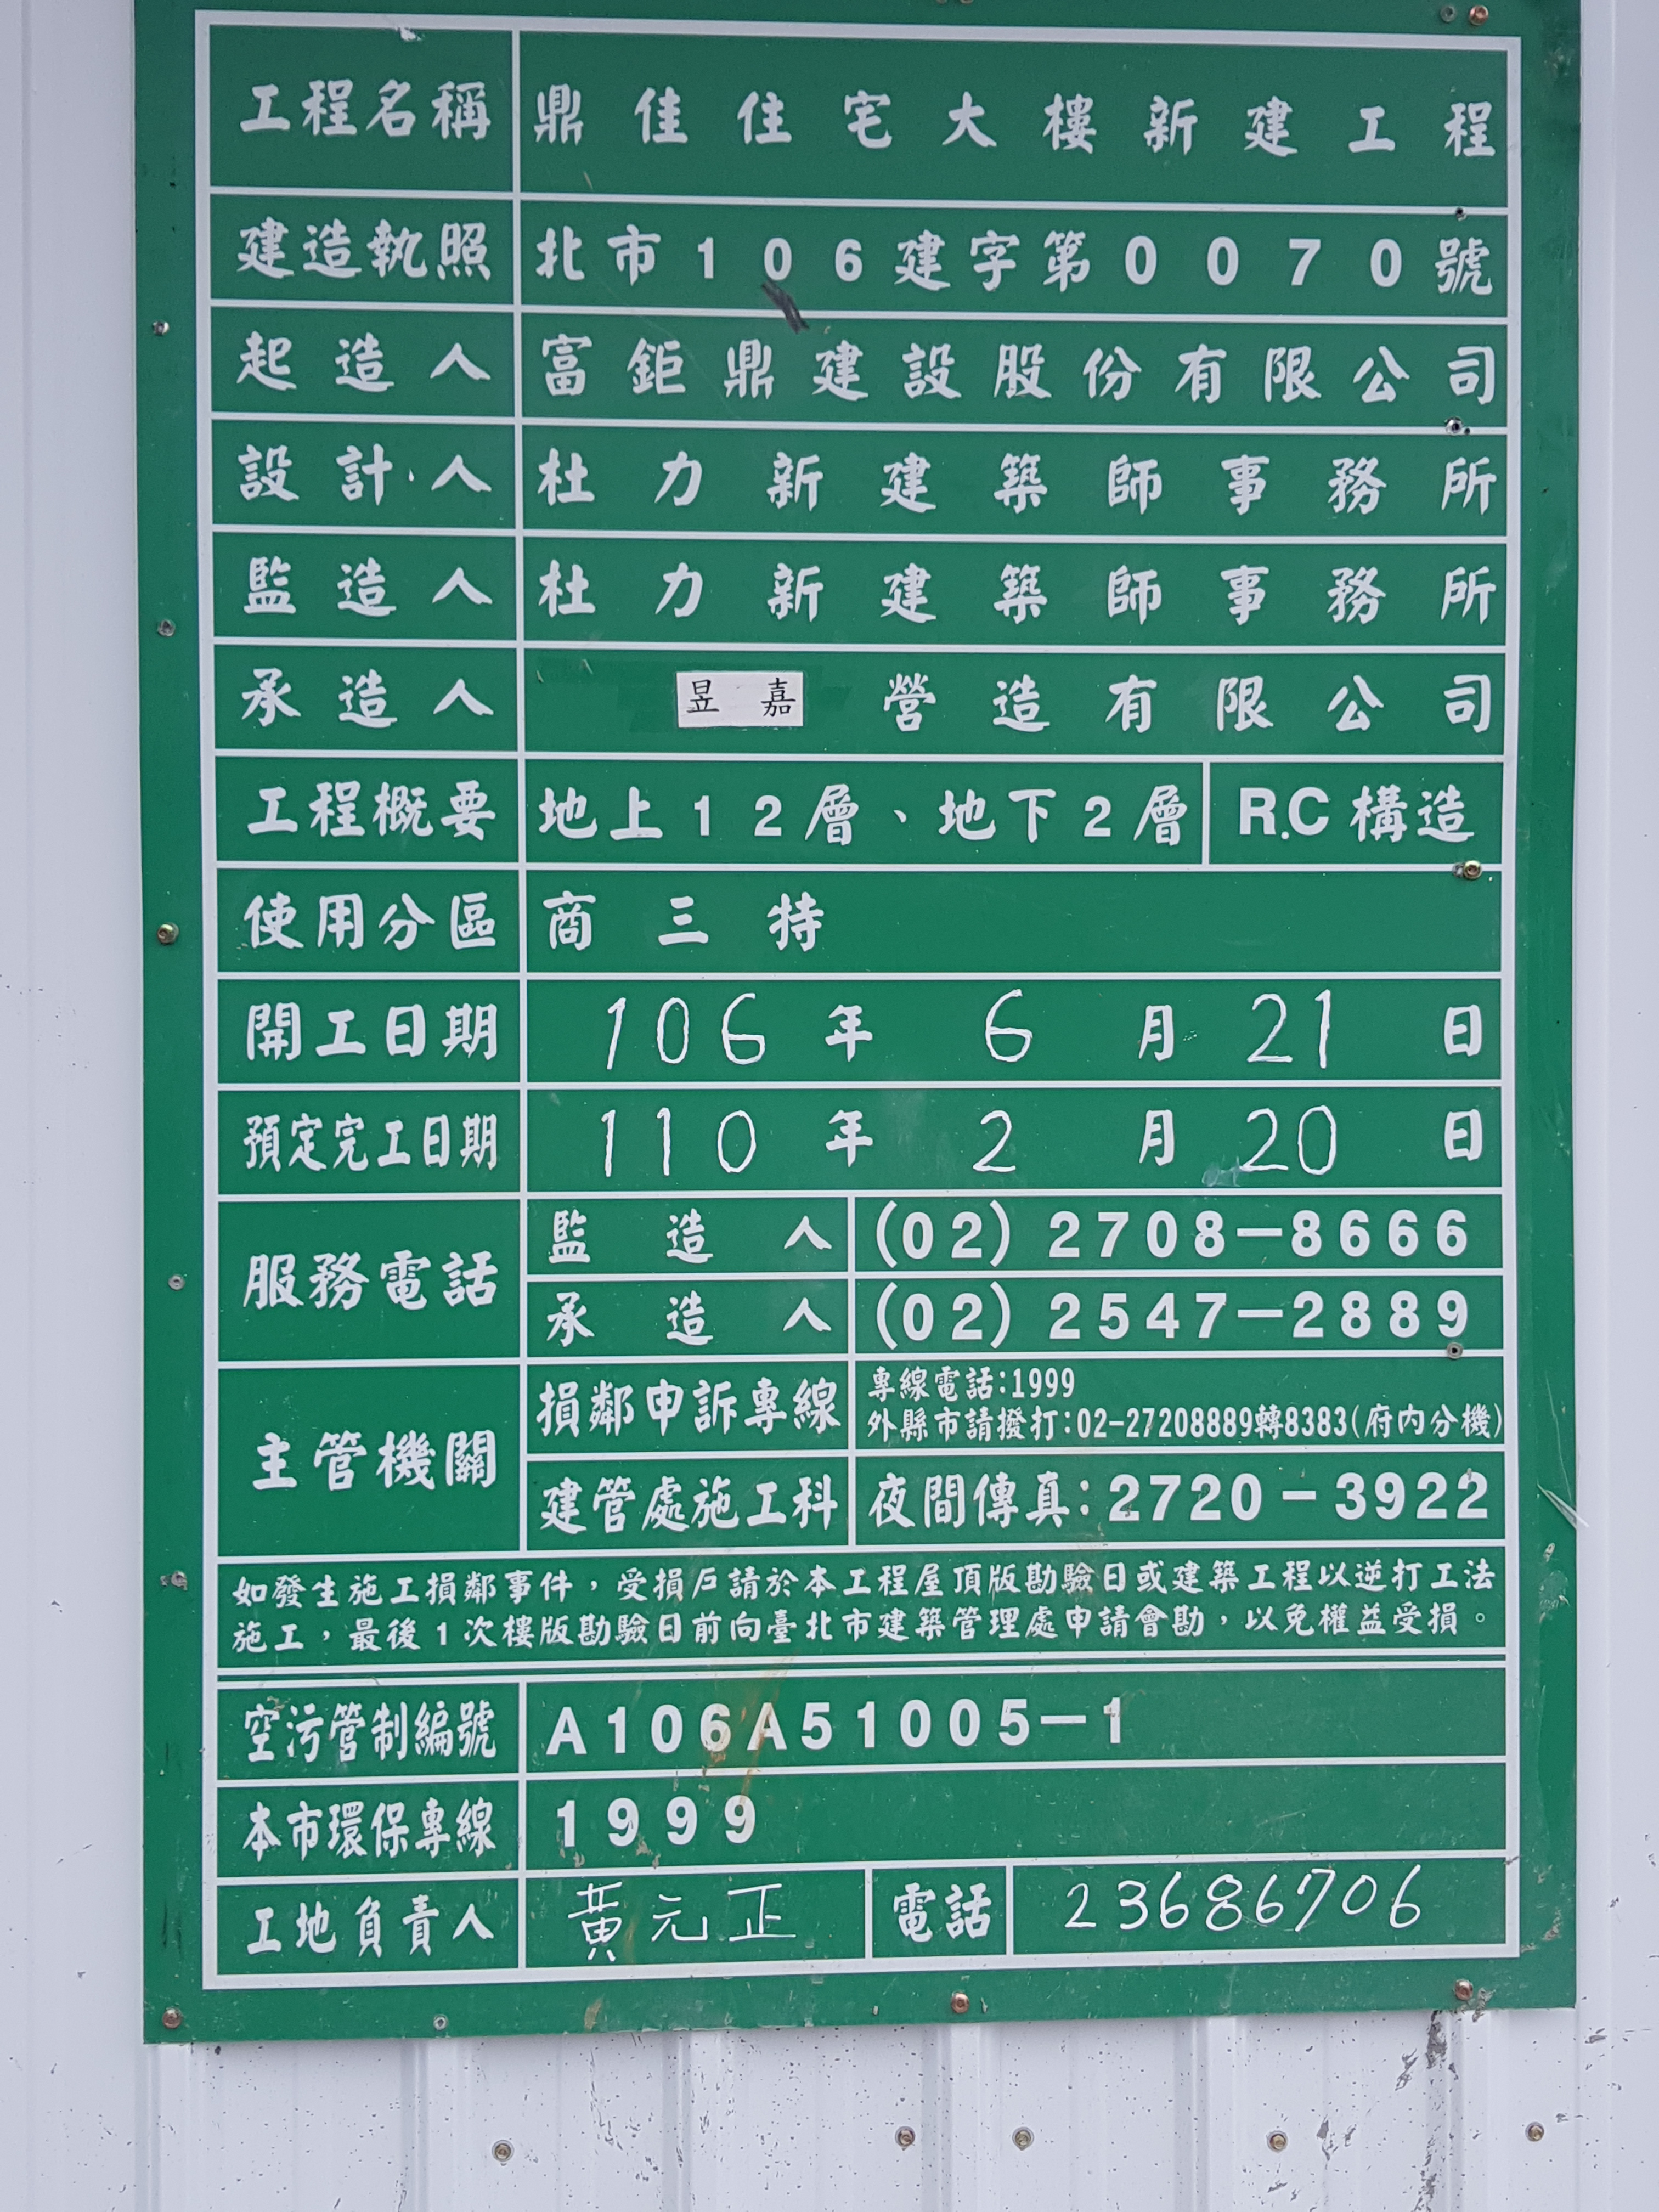 工程名稱 鼎佳住宅大樓新建工程
建造執照 北市106建字第0070號
起造人 富鉅鼎建設股份有限公司
設計人 杜力新建築師事務所
監造人 杜力新建築師事務所
承造人 昱嘉營造有限公司
工程概要 地上12層、地下2層 R.C構造
使用分區 商三特
開工日期 106年6月21日
預定完工日期 110年2月20日
服務電話 監造人 (02)2708-8666
承造人 (02)2547-2889
主管機關 損鄰申訴專線 專線電話:1999
外縣市請撥打:02-27208889轉8383(府內分機)
建管處施工科 夜間傳真:2720-3922
如發生施工損鄰事件，受損戶請於本工程屋頂版勘驗日或建築工程以逆打工法
施工，最後1次樓版勘驗日前向臺北市建築管理處申請會勘，以免權益受損。
空污管制編號 A106A51005-1
本市環保專線 1999
工地負責人 黃元正 電話 23686706